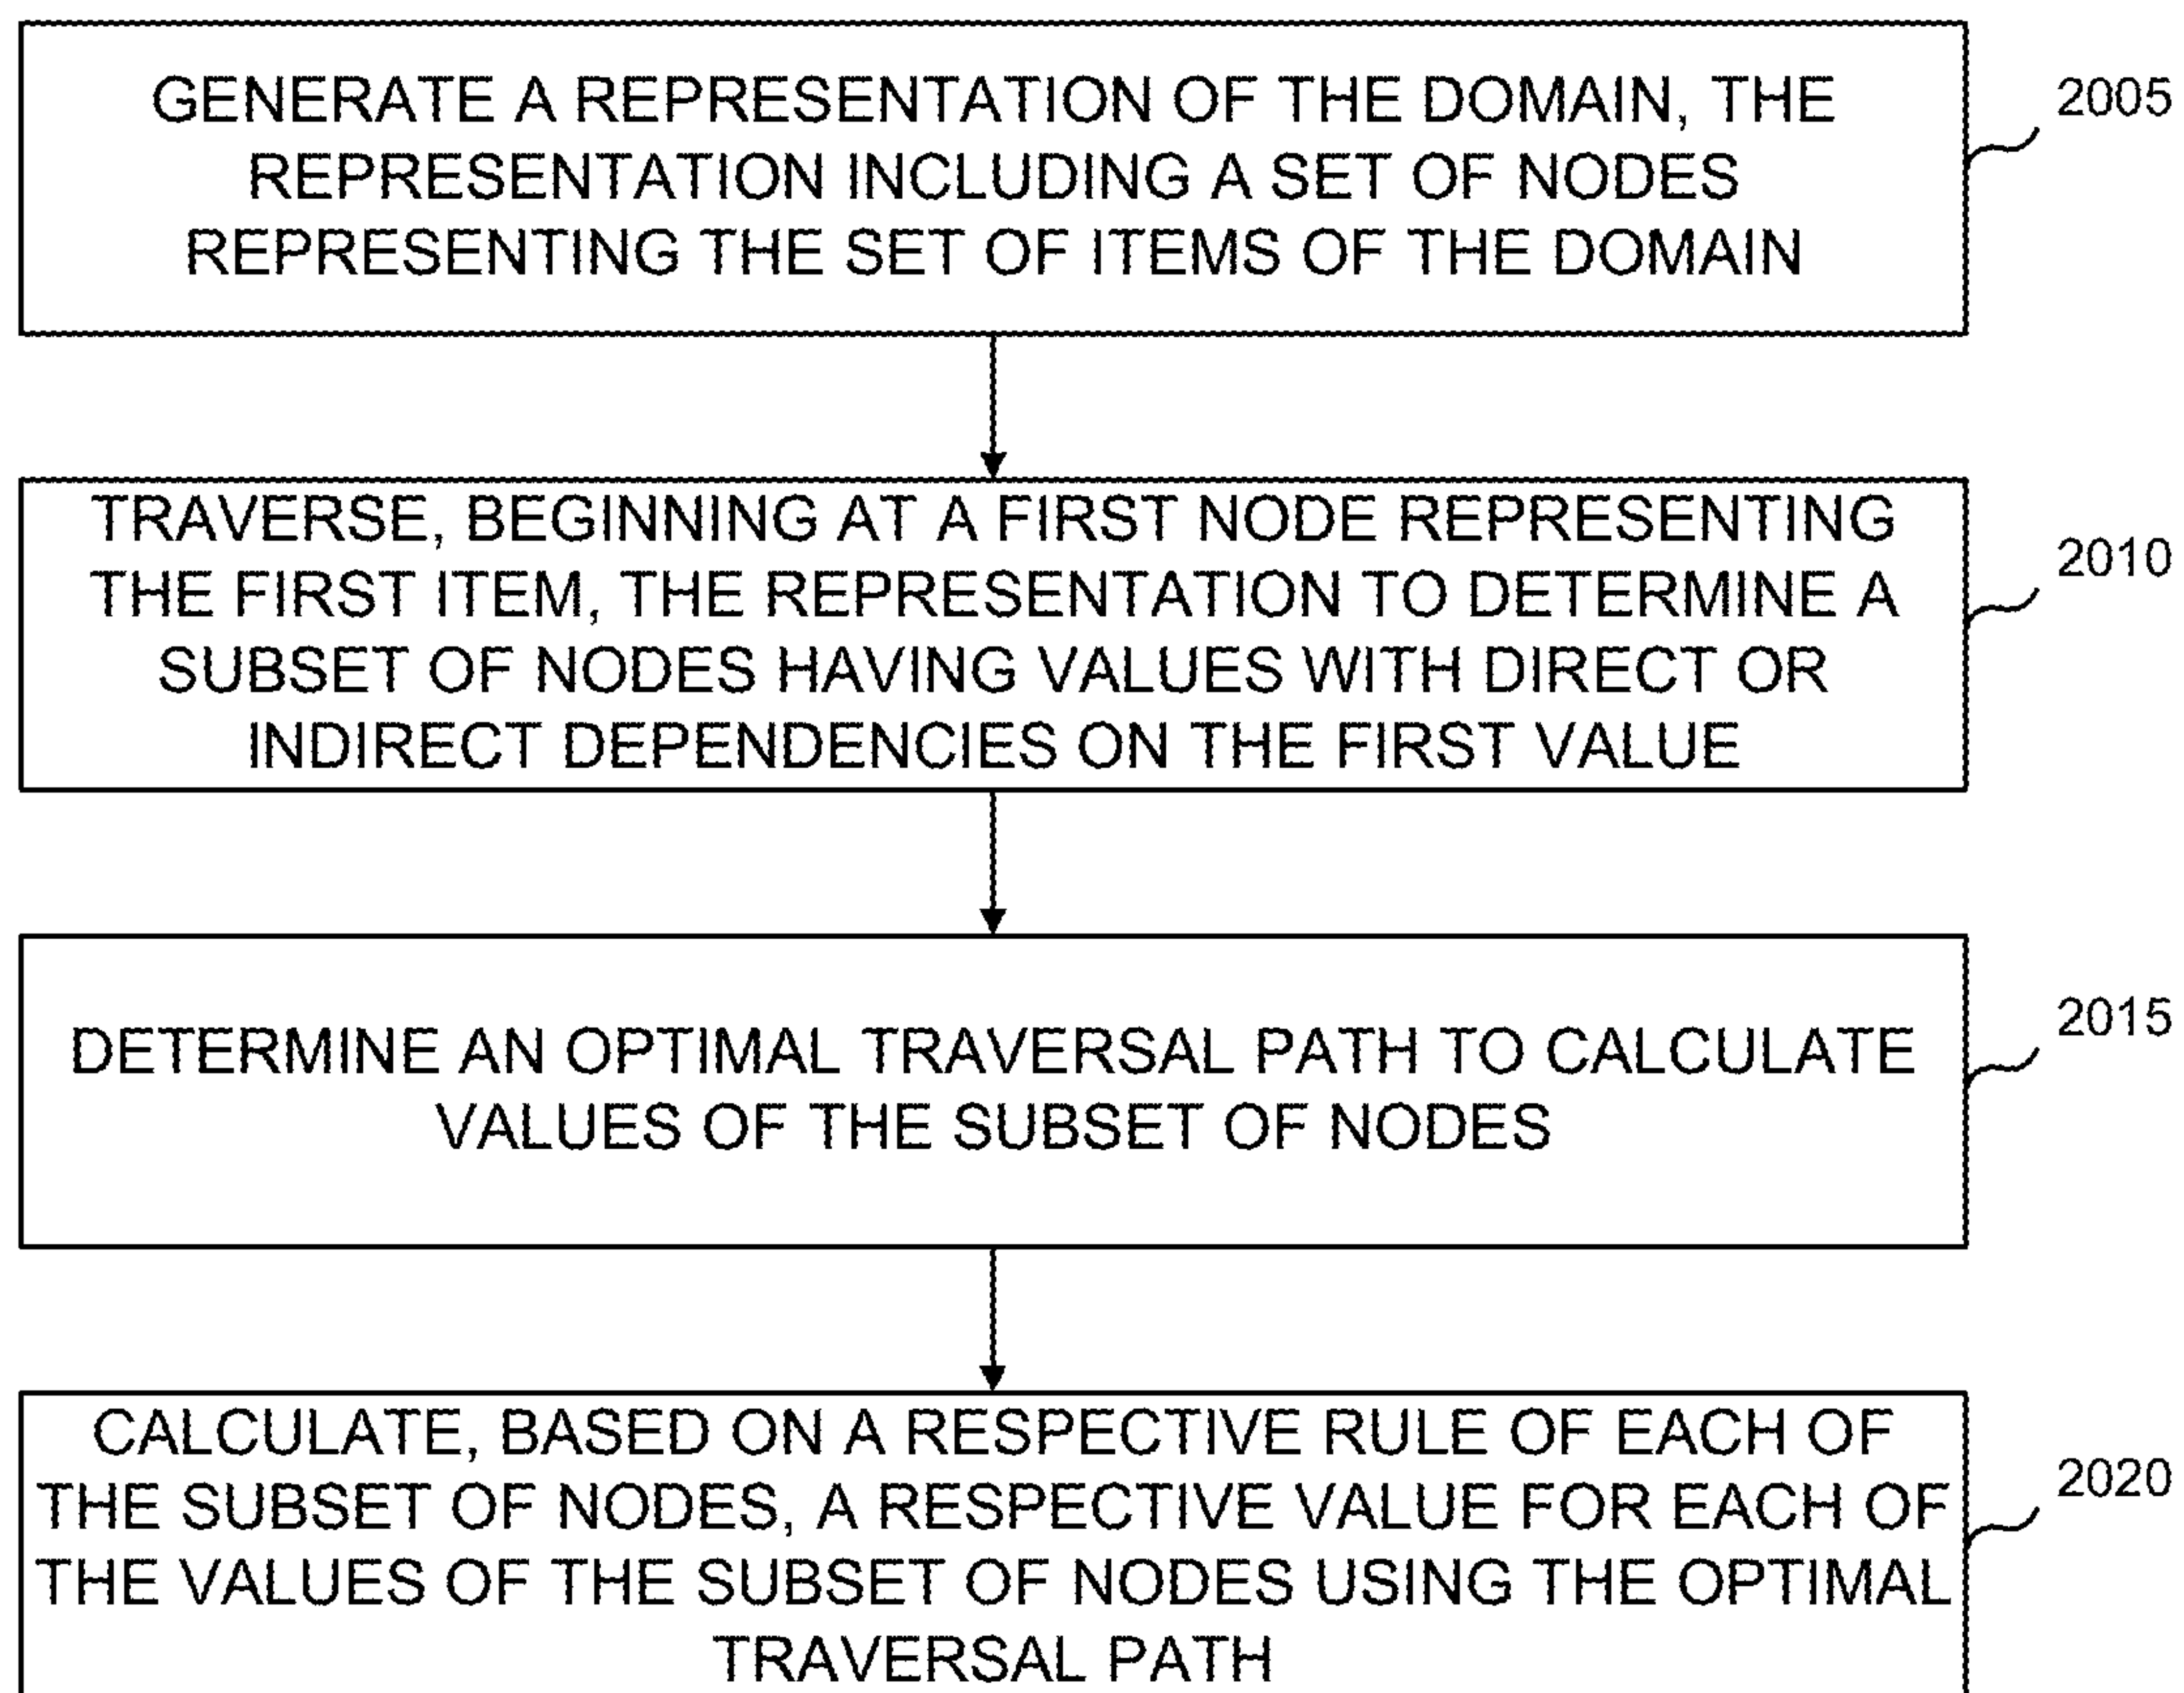 GENERATE A REPRESENTATION OF THE DOMAIN, THE
REPRESENTATION INCLUDING A SET OF NODES
REPRESENTING THE SET OF ITEMS OF THE DOMAIN
2005
TRAVERSE, BEGINNING AT A FIRST NODE REPRESENTING
THE FIRST ITEM, THE REPRESENTATION TO DETERMINE A
SUBSET OF NODES HAVING VALUES WITH DIRECT OR
INDIRECT DEPENDENCIES ON THE FIRST VALUE
2010
DETERMINE AN OPTIMAL TRAVERSAL PATH TO CALCULATE
VALUES OF THE SUBSET OF NODES
2015
CALCULATE, BASED ON A RESPECTIVE RULE OF EACH OF
THE SUBSET OF NODES, A RESPECTIVE VALUE FOR EACH OF
THE VALUES OF THE SUBSET OF NODES USING THE OPTIMAL
TRAVERSAL PATH
2020